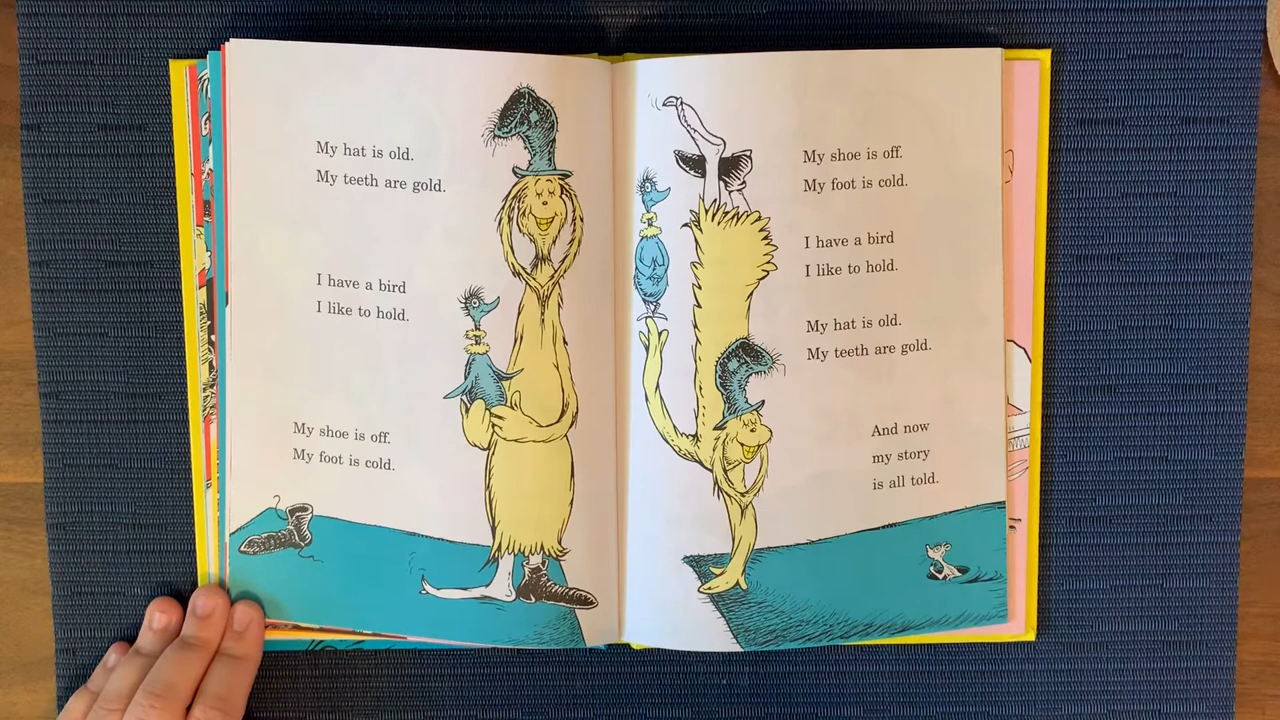 My hat is old.
My teeth are gold.
I have a bird
I like to hold.
My shoe is off.
My foot is cold.
My shoe is off.
My foot is cold.
I have a bird
I like to hold.
My hat is old.
My teeth are gold.
And now
my story
is all told.